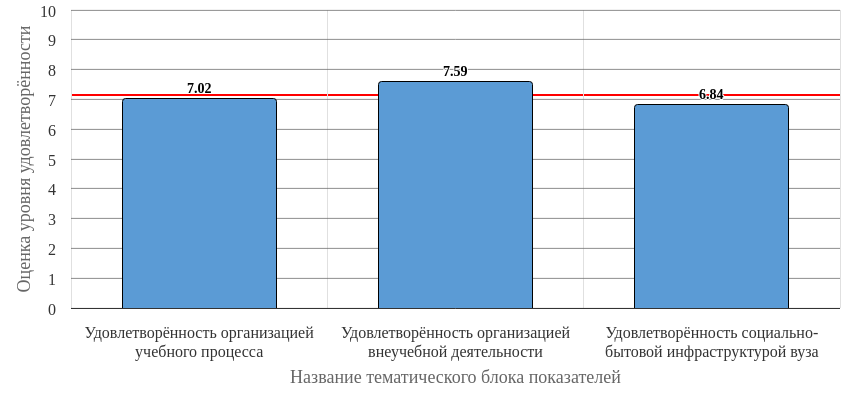 Оценка уровня удовлетворённости
10
9
8
7
6
5
4
3
2
1
0
7.02
7.59
6.84
Удовлетворённость организацией
учебного процесса
Удовлетворённость организацией
внеучебной деятельности
Удовлетворённость социально-
бытовой инфраструктурой вуза
Название тематического блока показателей